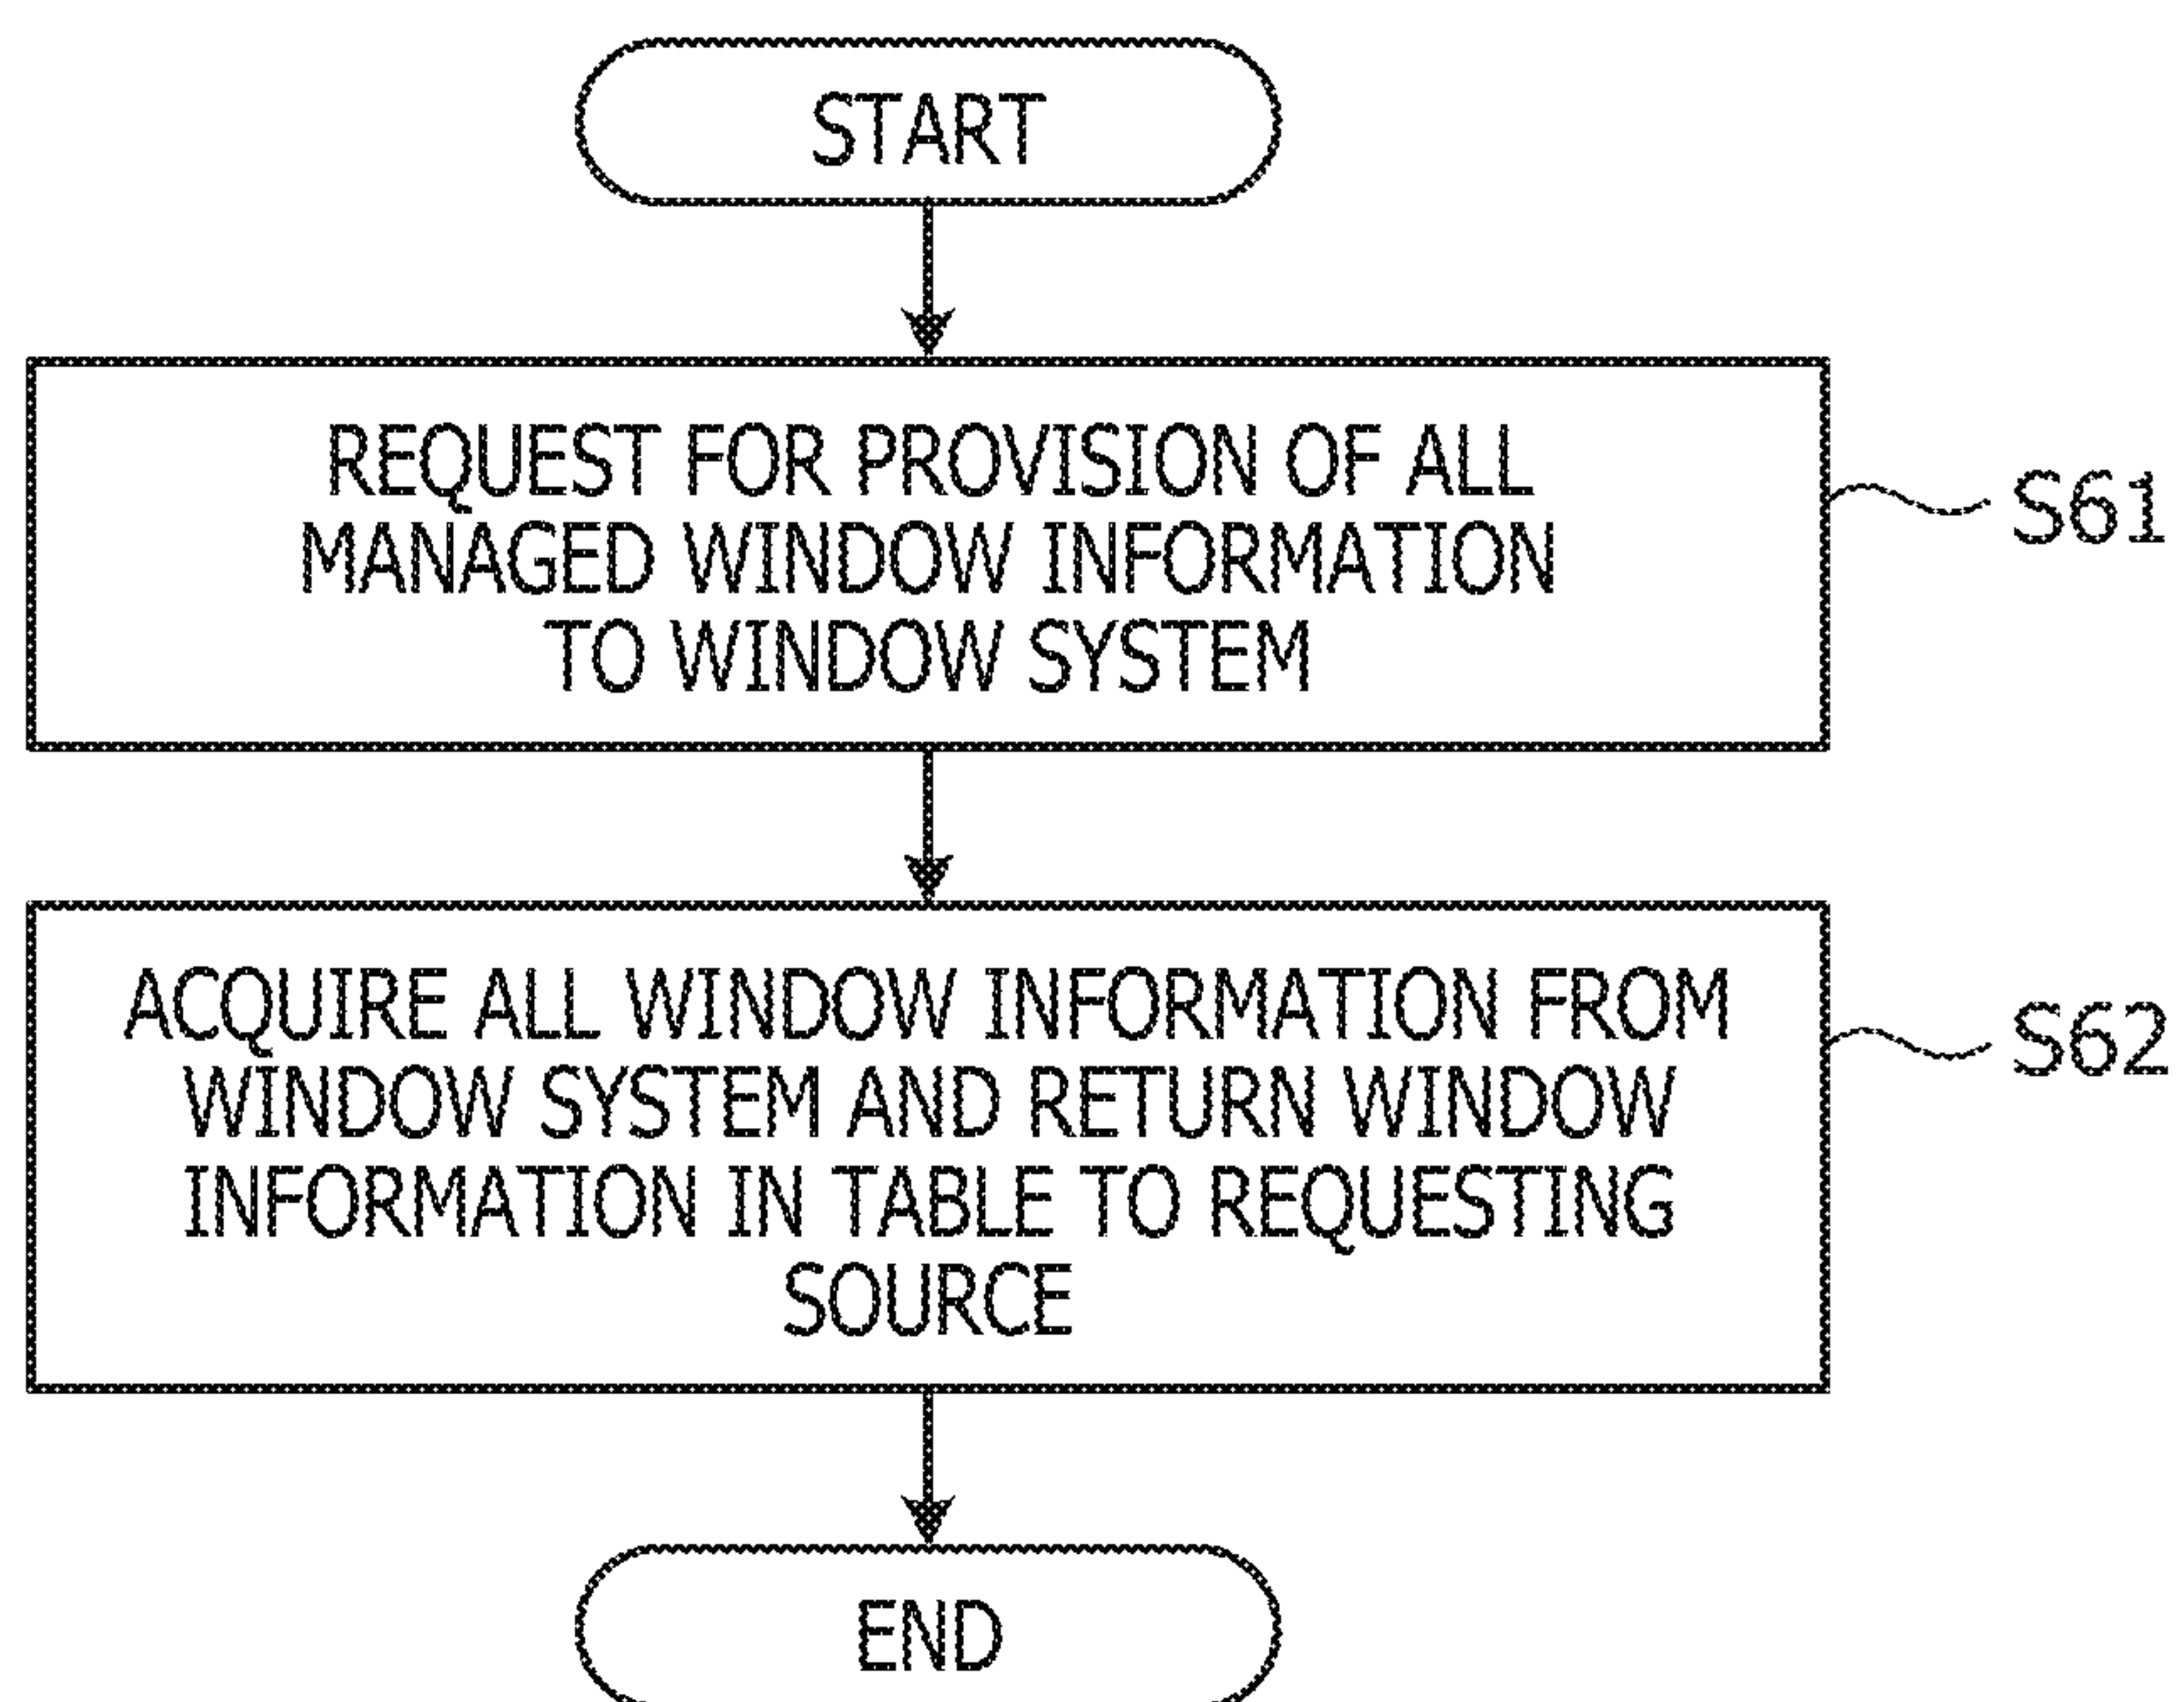 START
REQUEST FOR PROVISION OF ALL
MANAGED WINDOW INFORMATION
TO WINDOW SYSTEM
S61
ACQUIRE ALL WINDOW INFORMATION FROM
WINDOW SYSTEM AND RETURN WINDOW
INFORMATION IN TABLE TO REQUESTING
SOURCE
S62
END